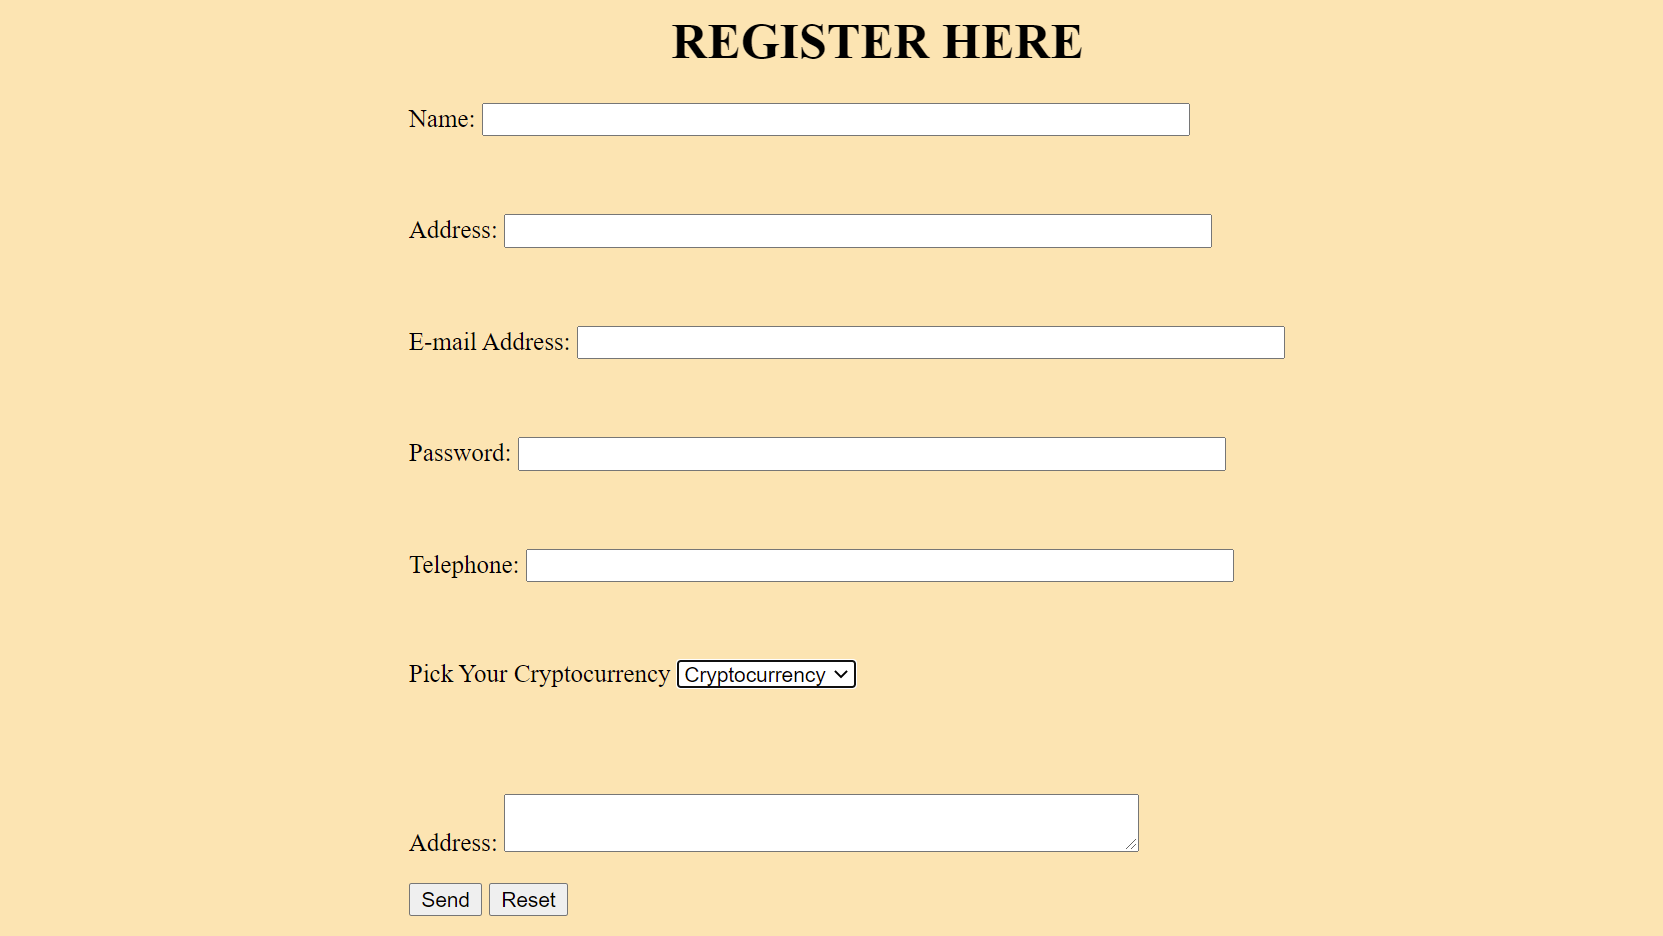 REGISTER HERE
Name:
Address:
E-mail Address:
Password:
Telephone:
Pick Your Cryptocurrency Cryptocurrency
Address:
Send Reset